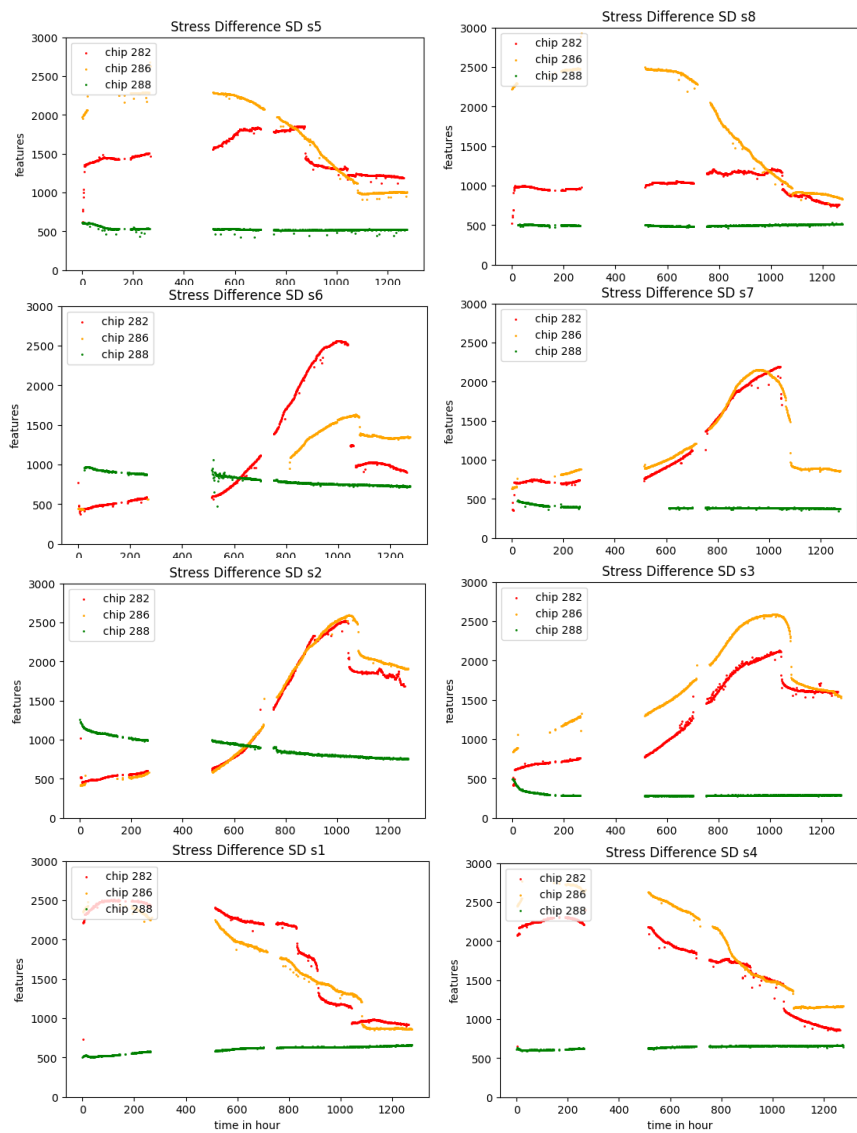 Stress Difference SD s5
chip 282
chip 286
chip 288
features
3000
2500
2000
1500
1000
500
0
0 200 400 600 800 1000 1200
Stress Difference SD s8
chip 282
chip 286
chip 288
features
3000
2500
2000
1500
1000
500
0
0 200 400 600 800 1000 1200
Stress Difference SD s6
chip 282
chip 286
chip 288
features
3000
2500
2000
1500
1000
500
0
0 200 400 600 800 1000 1200
Stress Difference SD s7
chip 282
chip 286
chip 288
features
3000
2500
2000
1500
1000
500
0
0 200 400 600 800 1000 1200
Stress Difference SD s2
chip 282
chip 286
chip 288
features
3000
2500
2000
1500
1000
500
0
0 200 400 600 800 1000 1200
Stress Difference SD s3
chip 282
chip 286
chip 288
features
3000
2500
2000
1500
1000
500
0
0 200 400 600 800 1000 1200
Stress Difference SD s1
chip 282
chip 286
chip 288
features
3000
2500
2000
1500
1000
500
0
0 200 400 600 800 1000 1200
time in hour
Stress Difference SD s4
chip 282
chip 286
chip 288
features
3000
2500
2000
1500
1000
500
0
0 200 400 600 800 1000 1200
time in hour